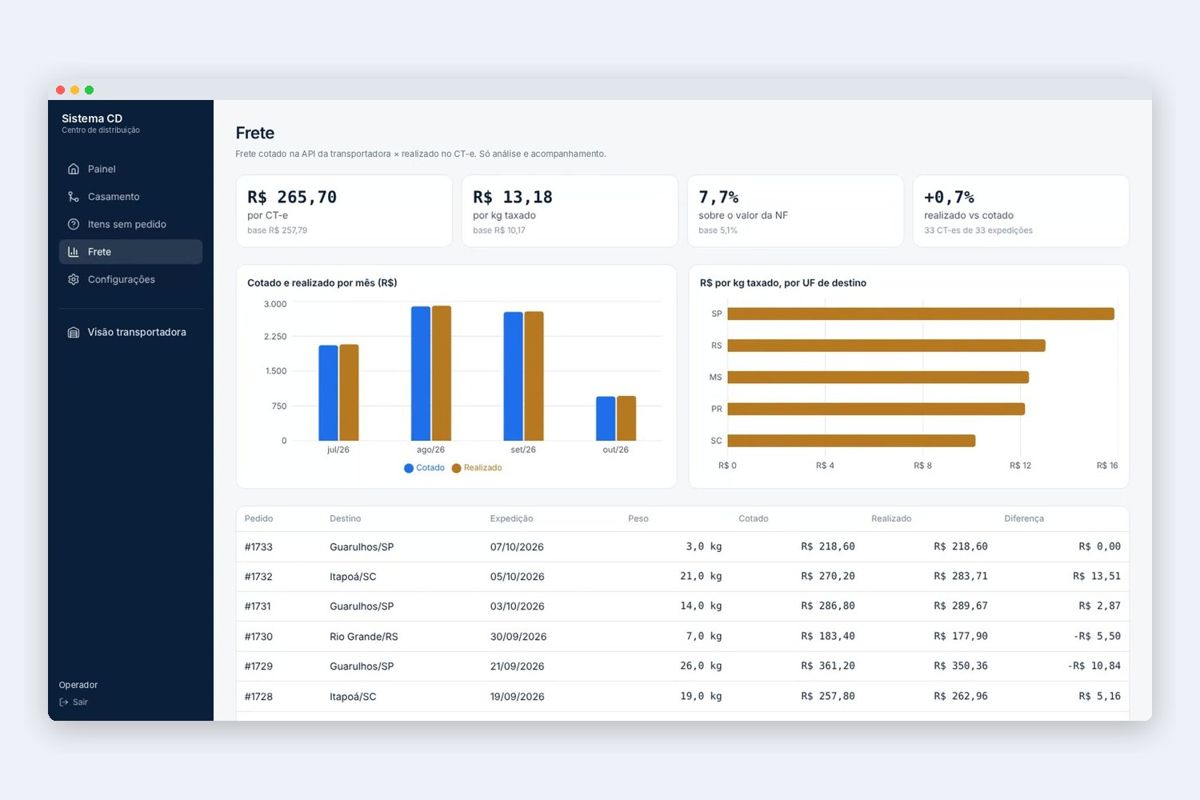 Sistema CD
Centro de distribuição
Painel
Casamento
Itens sem pedido
Frete
Configurações
Visão transportadora
Operador
Sair
Frete
Frete cotado na API da transportadora × realizado no CT-e. Só análise e acompanhamento.
R$ 265,70
por CT-e
base R$ 257,79
R$ 13,18
por kg taxado
base R$ 10,17
7,7%
sobre o valor da NF
base 5,1%
+0,7%
realizado vs cotado
33 CT-es de 33 expedições
Cotado e realizado por mês (R$)
3.000
2.250
1.500
750
0
jul/26 ago/26 set/26 out/26
Cotado Realizado
R$ por kg taxado, por UF de destino
SP
RS
MS
PR
SC
R$ 0 R$ 4 R$ 8 R$ 12 R$ 16
Pedido Destino Expedição Peso Cotado Realizado Diferença
#1733 Guarulhos/SP 07/10/2026 3,0 kg R$ 218,60 R$ 218,60 R$ 0,00
#1732 Itapoá/SC 05/10/2026 21,0 kg R$ 270,20 R$ 283,71 R$ 13,51
#1731 Guarulhos/SP 03/10/2026 14,0 kg R$ 286,80 R$ 289,67 R$ 2,87
#1730 Rio Grande/RS 30/09/2026 7,0 kg R$ 183,40 R$ 177,90 -R$ 5,50
#1729 Guarulhos/SP 21/09/2026 26,0 kg R$ 361,20 R$ 350,36 -R$ 10,84
#1728 Itapoá/SC 19/09/2026 19,0 kg R$ 257,80 R$ 262,96 R$ 5,16